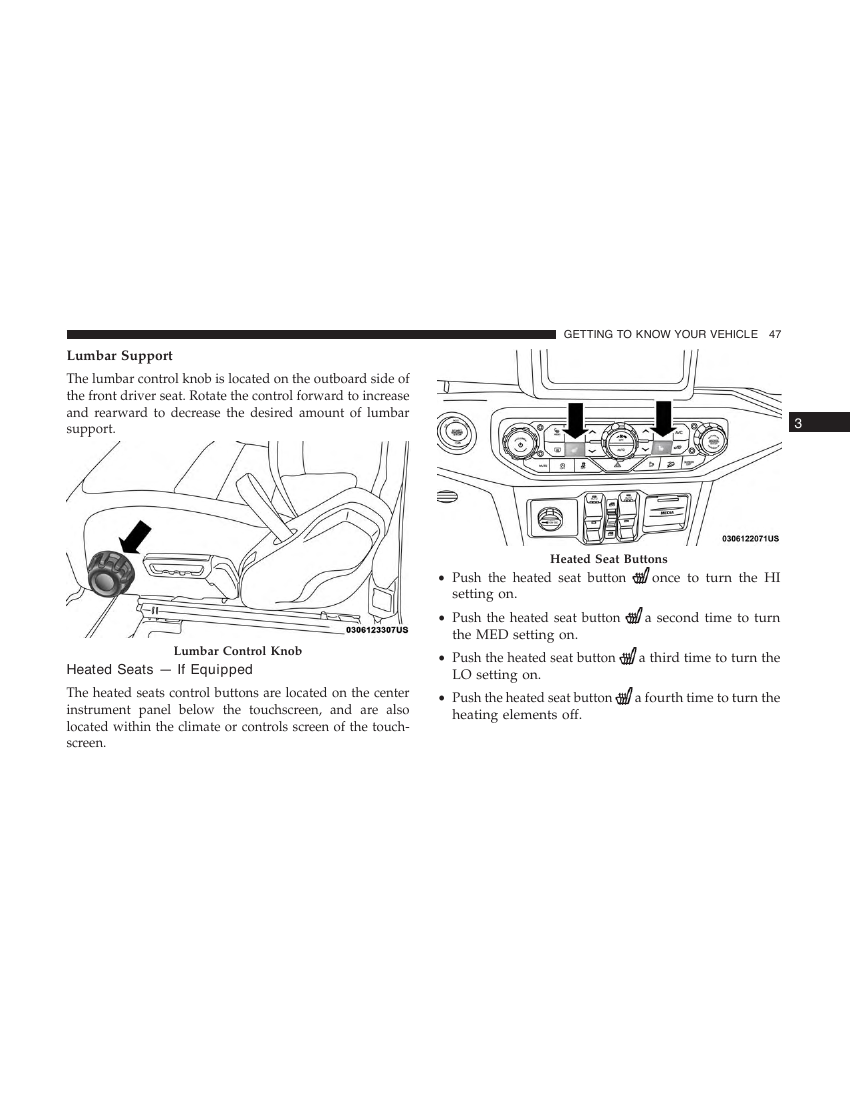 GETTING TO KNOW YOUR VEHICLE 47
Lumbar Support
The lumbar control knob is located on the outboard side of
the front driver seat. Rotate the control forward to increase
and rearward to decrease the desired amount of lumbar
support.
0306123307US
Lumbar Control Knob
Heated Seats — If Equipped
The heated seats control buttons are located on the center
instrument panel below the touchscreen, and are also
located within the climate or controls screen of the touch-
screen.
AUTO
MEDIA
0306122071US
Heated Seat Buttons
• Push the heated seat button once to turn the HI
setting on.
• Push the heated seat button a second time to turn
the MED setting on.
• Push the heated seat button a third time to turn the
LO setting on.
• Push the heated seat button a fourth time to turn the
heating elements off.
3